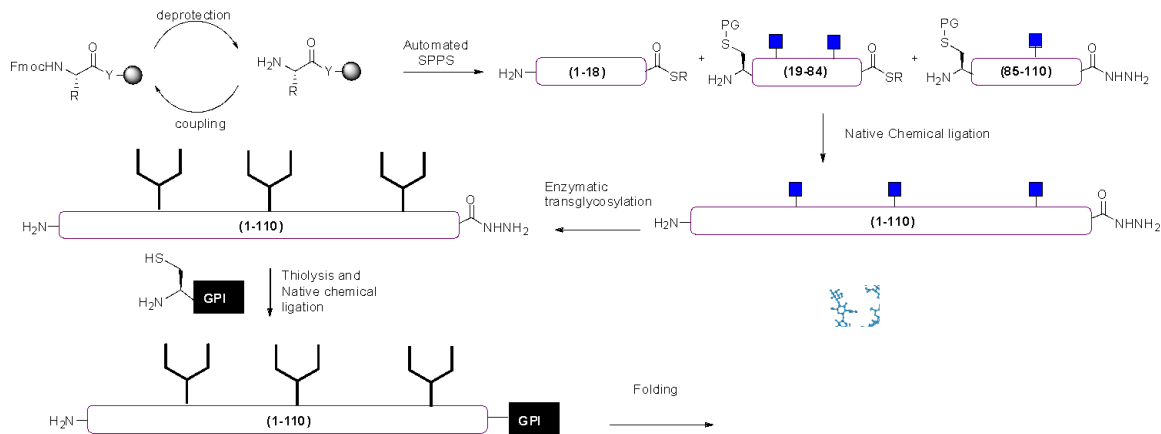 deprotection
FmocHN
O
Y
R
coupling
H₂N
O
Y
R
Automated
SPPS
H₂N
(1-18)
O
SR
+
PG
S
H₂N
(19-84)
O
SR
+
PG
S
H₂N
(85-110)
O
NHNH₂
Native Chemical ligation
H₂N
(1-110)
O
NHNH₂
Enzymatic
transglycosylation
H₂N
(1-110)
O
NHNH₂
HS
H₂N
GPI
Thiolysis and
Native chemical
ligation
H₂N
(1-110)
GPI
Folding